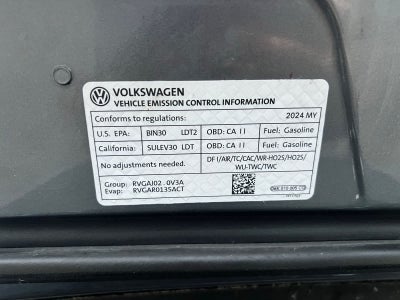 VOLKSWAGEN
VEHICLE EMISSION CONTROL INFORMATION
Conforms to regulations: 2024 MY
U.S. EPA: BIN30 LDT2 OBD: CA II Fuel: Gasoline
California: SULEV30 LDT OBD: CA II Fuel: Gasoline
No adjustments needed.
DFI/AIR/TC/CAC/WR-HO2S/HO2S/
WU-TWC/TWC
Group: RVGAJ02.0V3A
Evap: RVGAR0135ACT